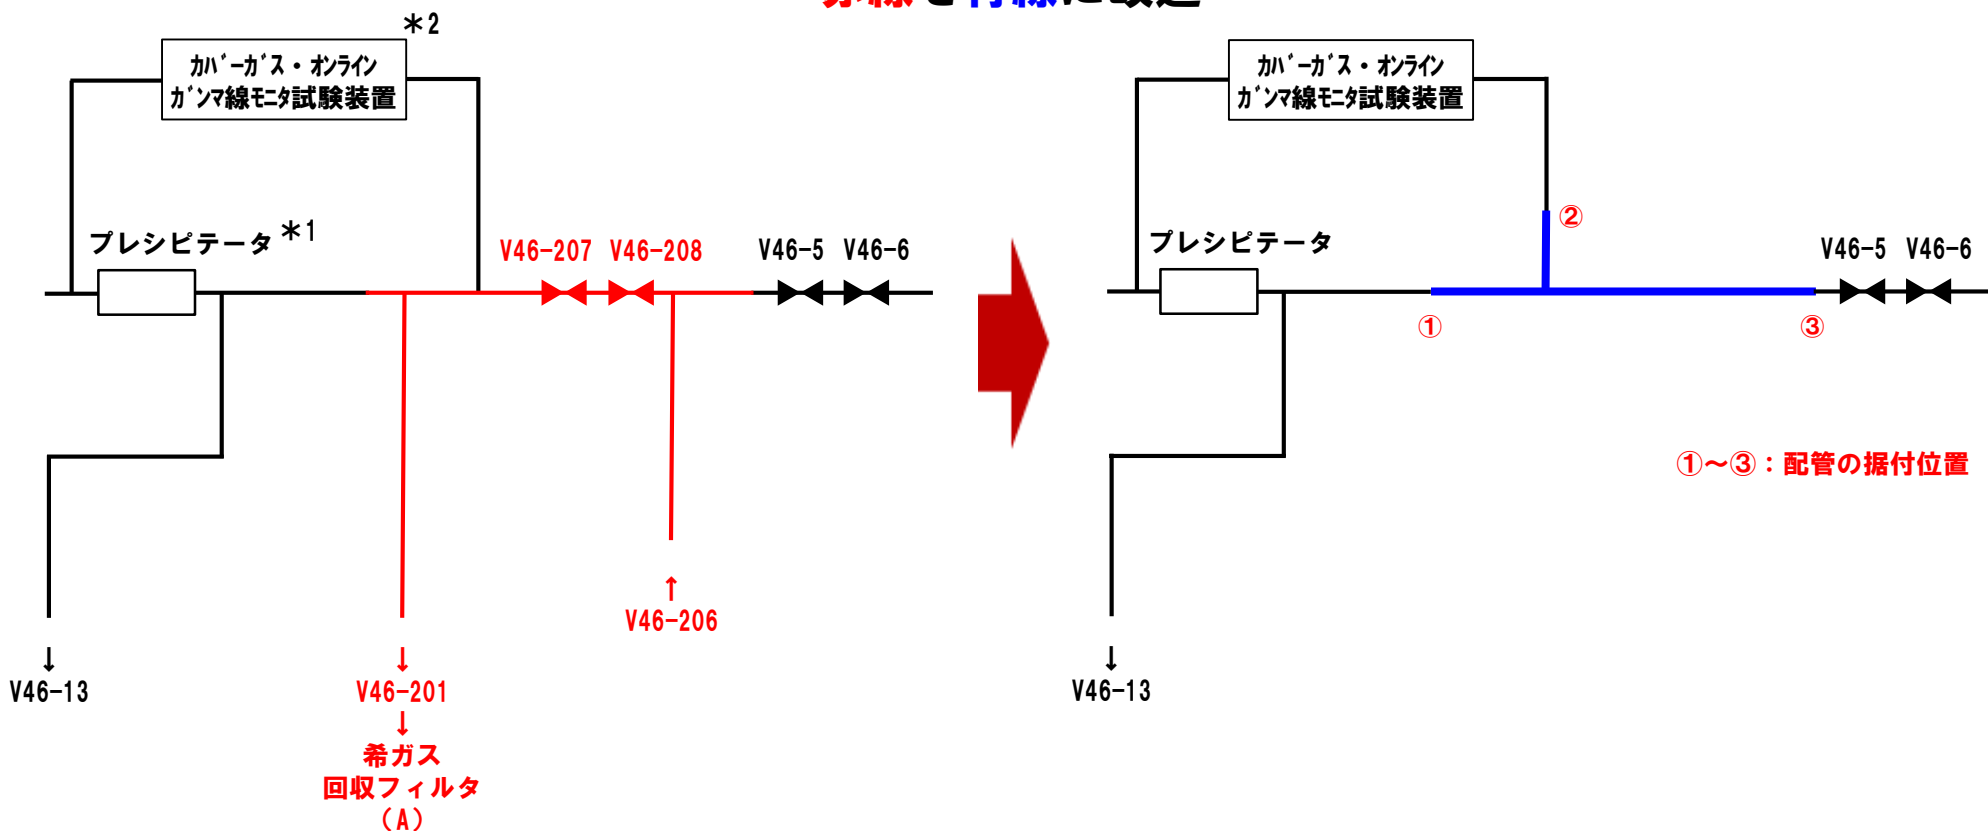 ＊2
ｶﾊﾞｰｶﾞｽ・ｵﾝﾗｲﾝ
ｶﾞﾝﾏ線ﾓﾆﾀ試験装置
プレシピテータ ＊1
V46-207
V46-208
V46-5
V46-6
↑
V46-206
↓
V46-13
↓
V46-201
↓
希ガス
回収フィルタ
(A)
ｶﾊﾞｰｶﾞｽ・ｵﾝﾗｲﾝ
ｶﾞﾝﾏ線ﾓﾆﾀ試験装置
プレシピテータ
②
V46-5
V46-6
①
③
①～③：配管の据付位置
↓
V46-13